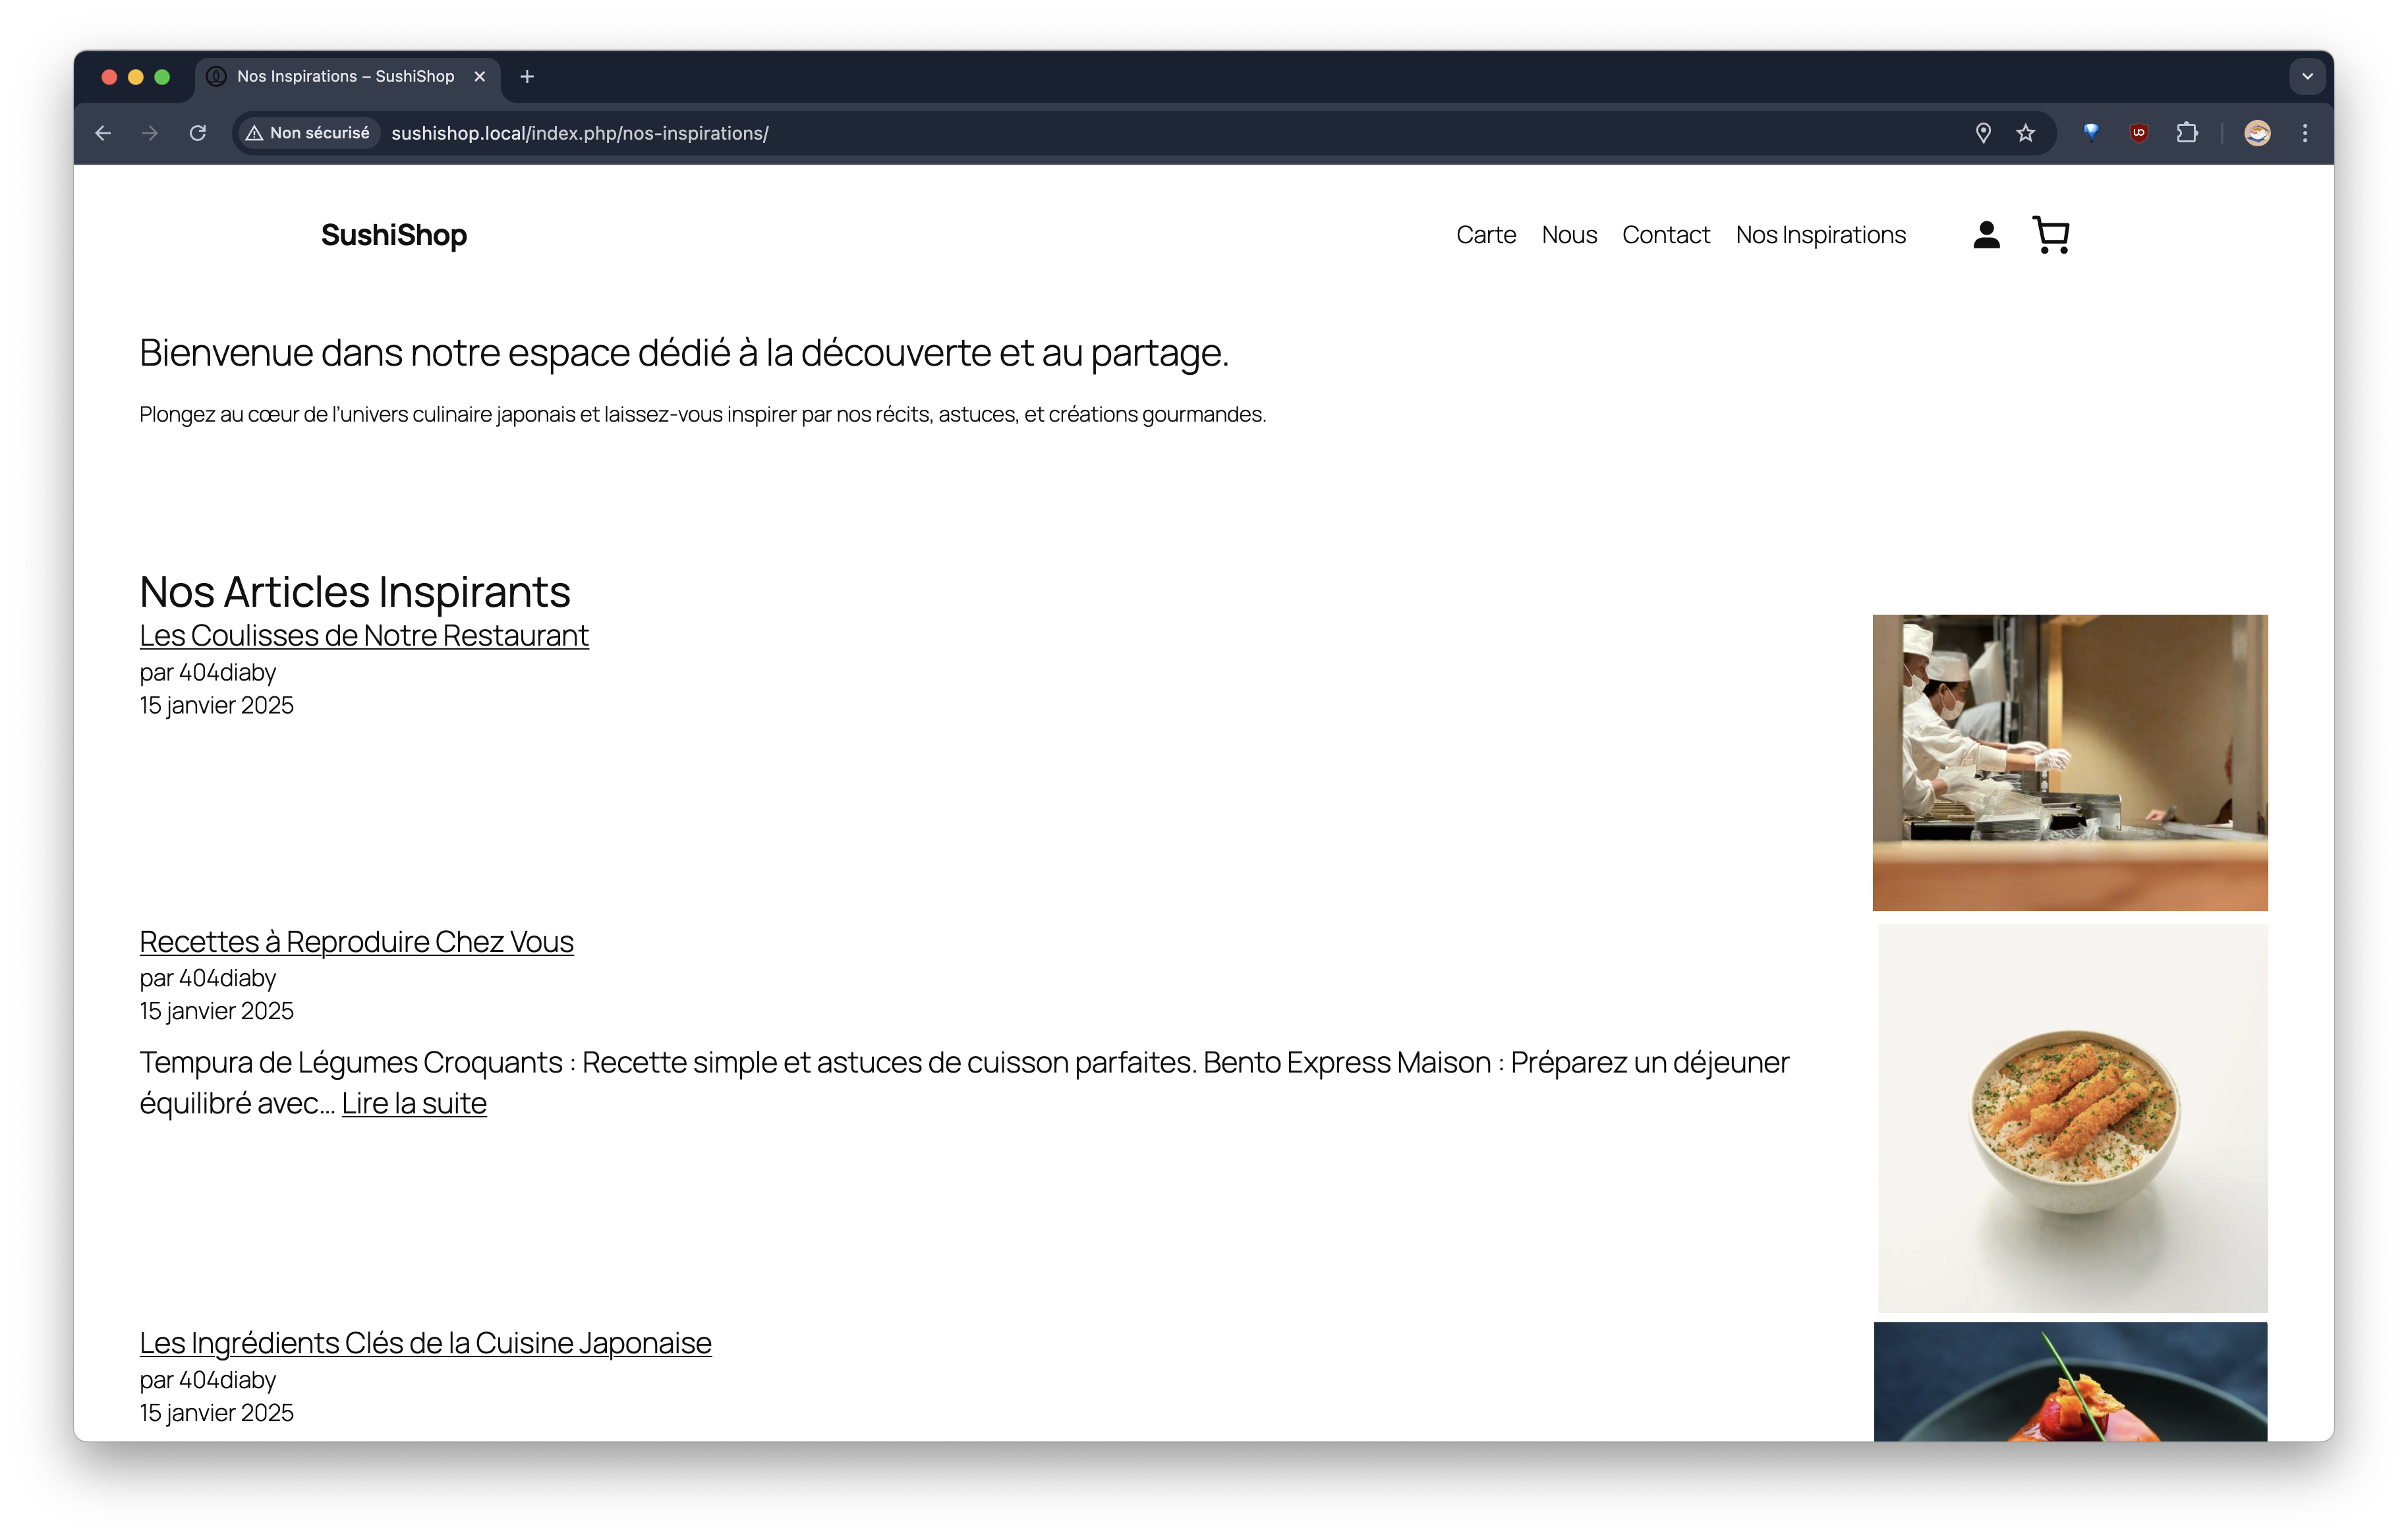 Nos Inspirations – SushiShop
Non sécurisé
sushishop.local/index.php/nos-inspirations/
SushiShop
Carte Nous Contact Nos Inspirations
Bienvenue dans notre espace dédié à la découverte et au partage.
Plongez au cœur de l'univers culinaire japonais et laissez-vous inspirer par nos récits, astuces, et créations gourmandes.
Nos Articles Inspirants
Les Coulisses de Notre Restaurant
par 404diaby
15 janvier 2025
Recettes à Reproduire Chez Vous
par 404diaby
15 janvier 2025
Tempura de Légumes Croquants : Recette simple et astuces de cuisson parfaites. Bento Express Maison : Préparez un déjeuner
équilibré avec… Lire la suite
Les Ingrédients Clés de la Cuisine Japonaise
par 404diaby
15 janvier 2025